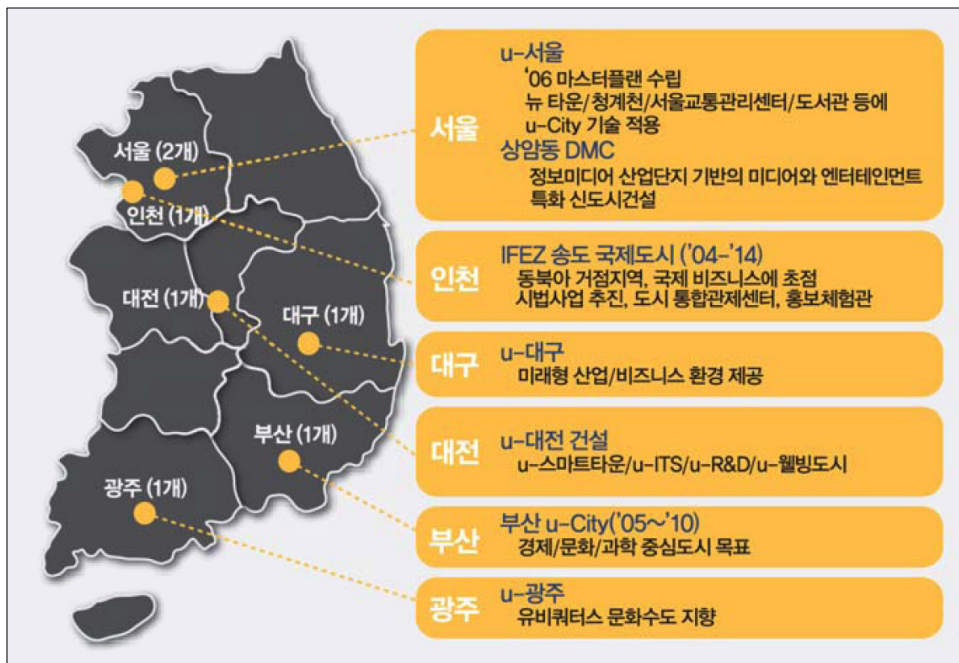 서울 (2개)
인천 (1개)
대전 (1개)
대구 (1개)
부산 (1개)
광주 (1개)
서울
u-서울
'06 마스터플랜 수립
뉴 타운/청계천/서울교통관리센터/도서관 등에
u-City 기술 적용
상암동 DMC
정보미디어 산업단지 기반의 미디어와 엔터테인먼트
특화 신도시건설
인천
IFEZ 송도 국제도시 ('04-'14)
동북아 거점지역, 국제 비즈니스에 초점
시법사업 추진, 도시 통합관제센터, 홍보체험관
대구
u-대구
미래형 산업/비즈니스 환경 제공
대전
u-대전 건설
u-스마트타운/u-ITS/u-R&D/u-웰빙도시
부산
부산 u-City('05~'10)
경제/문화/과학 중심도시 목표
광주
u-광주
유비쿼터스 문화수도 지향